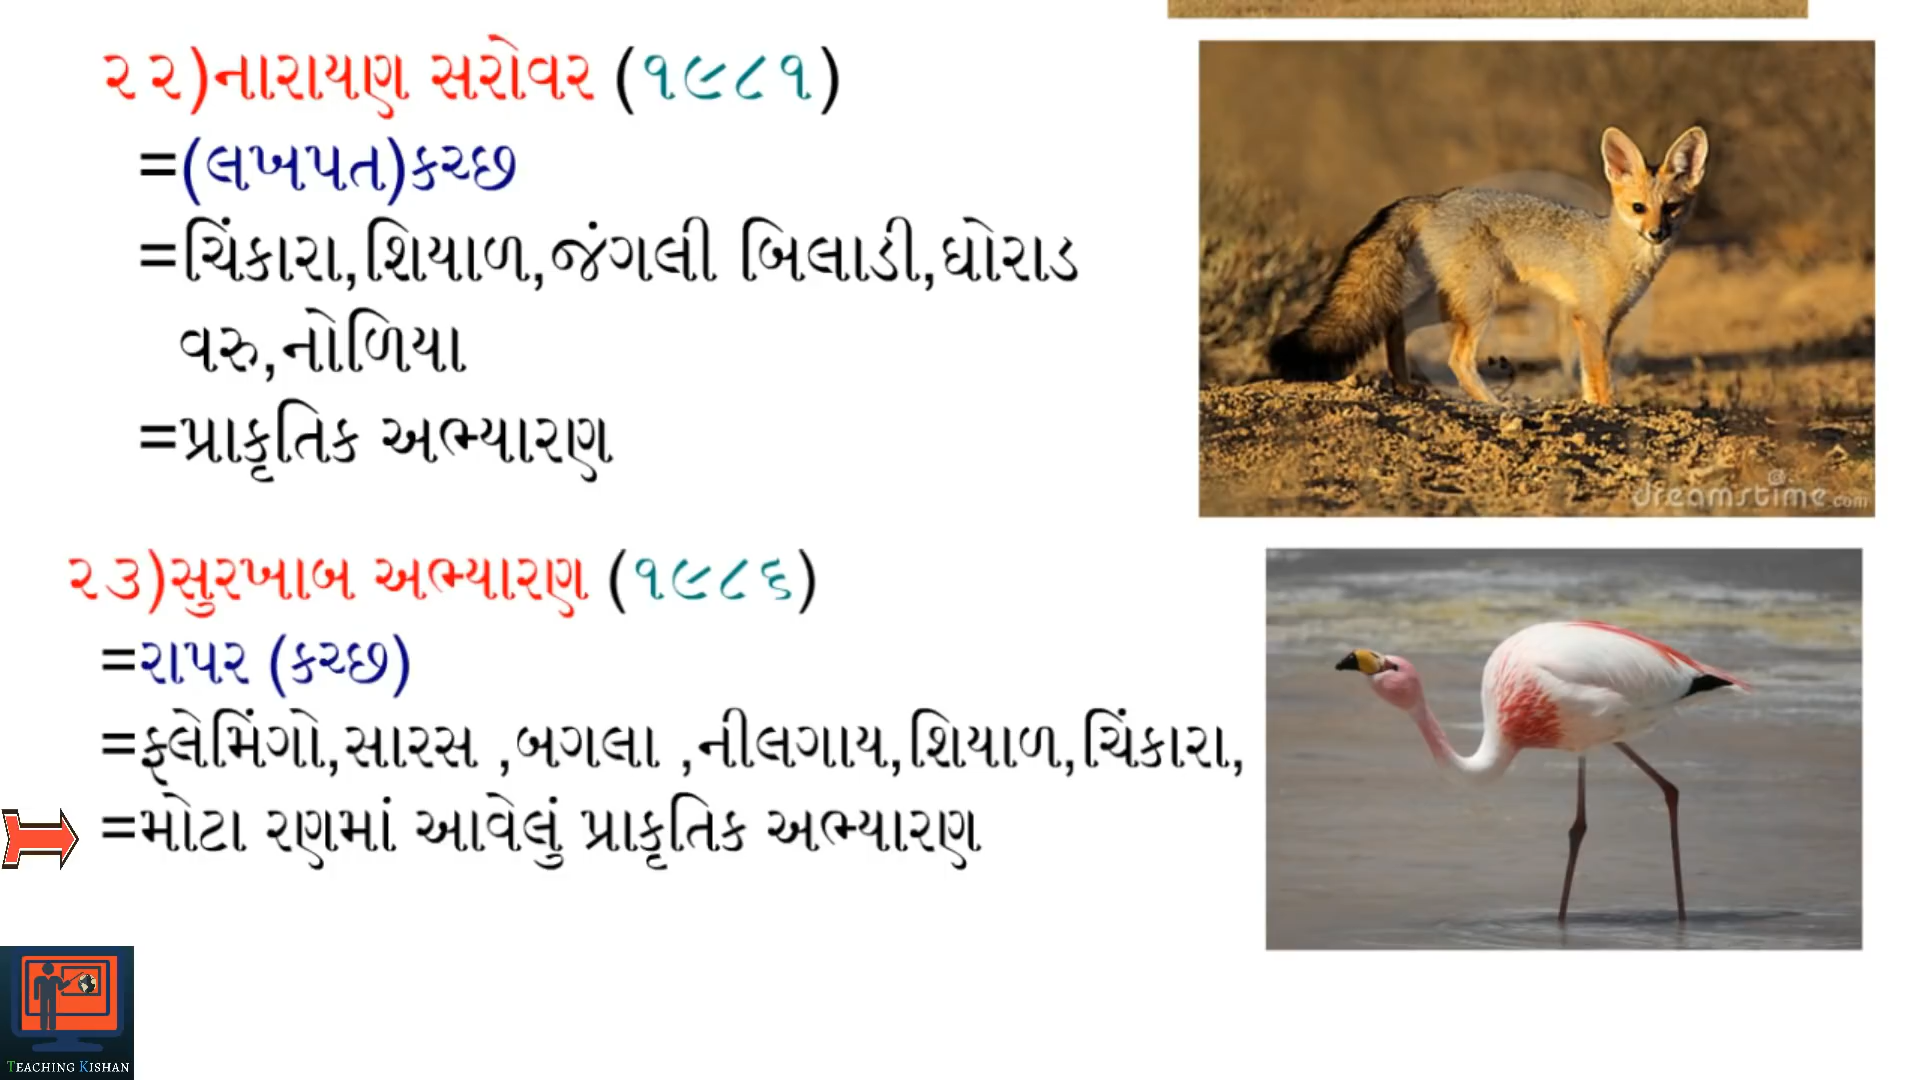 ૨૨)નારાયણ સરોવર (૧૯૮૧)
=(લખપત)કચ્છ
=ચિંકારા,શિયાળ,જંગલી બિલાડી,ઘોરાડ
વરુ,નોળિયા
=પ્રાકૃતિક અભ્યારણ
dreamstime.com
૨૩)સુરખાબ અભ્યારણ (૧૯૮૬)
=રાપર (કચ્છ)
=ફ્લેમિંગો,સારસ ,બગલા ,નીલગાય,શિયાળ,ચિંકારા,
=મોટા રણમાં આવેલું પ્રાકૃતિક અભ્યારણ
TEACHING KISHAN